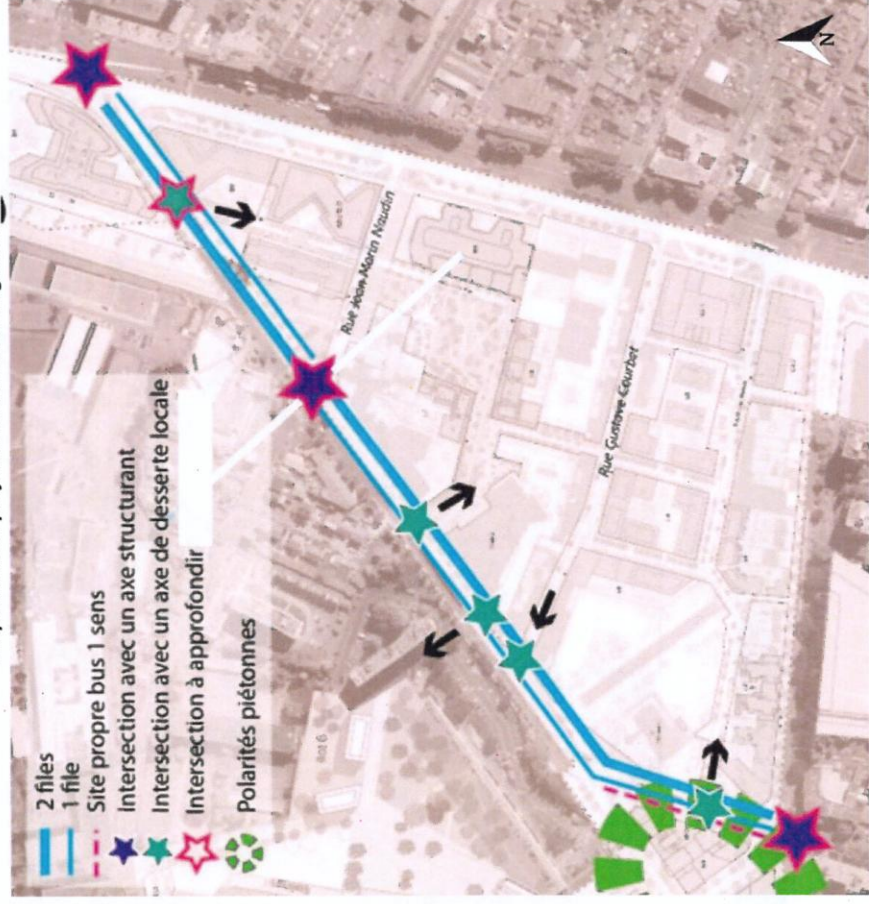 2 files
1 file
Site propre bus 1 sens
Intersection avec un axe structurant
Intersection avec un axe de desserte locale
Intersection à approfondir
Polarités piétonnes
Rue Jean-Marin Naudin
Rue Gustave Courbet
N